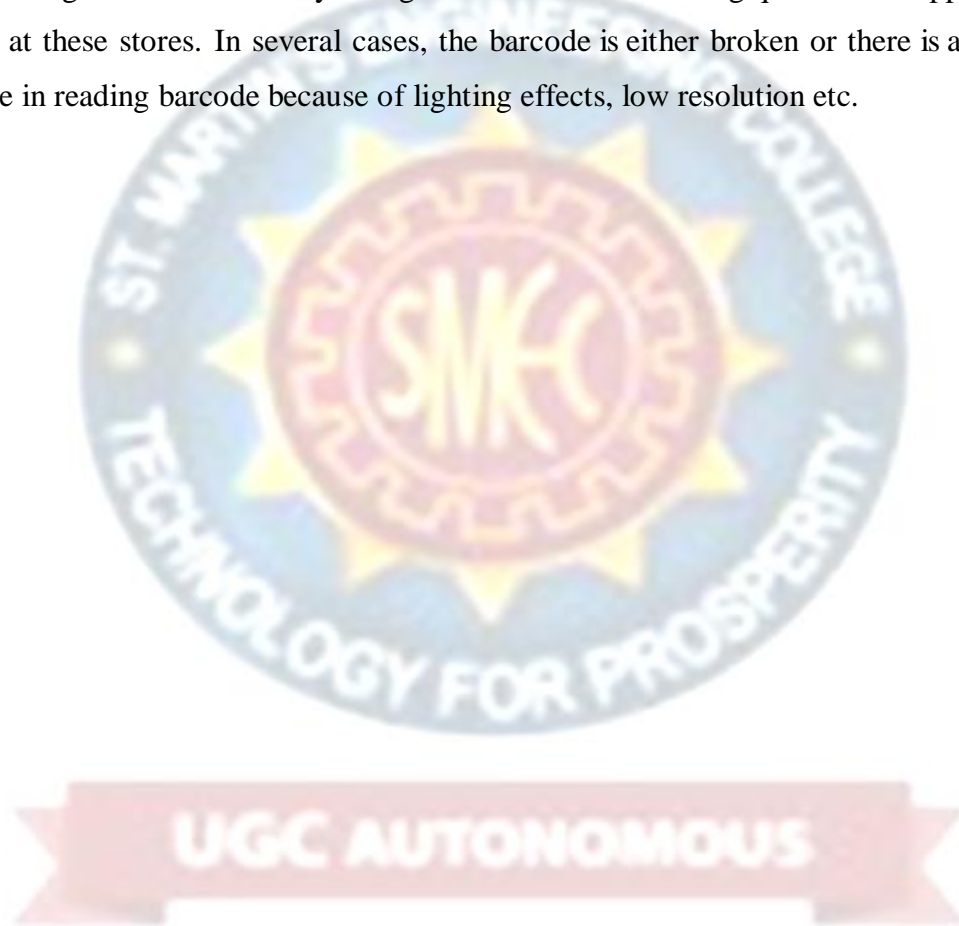 at these stores. In several cases, the barcode is either broken or there is a
e in reading barcode because of lighting effects, low resolution etc.
ST. MARTIN'S ENGINEERING COLLEGE
SMEC
TECHNOLOGY FOR PROSPERITY
UGC AUTONOMOUS